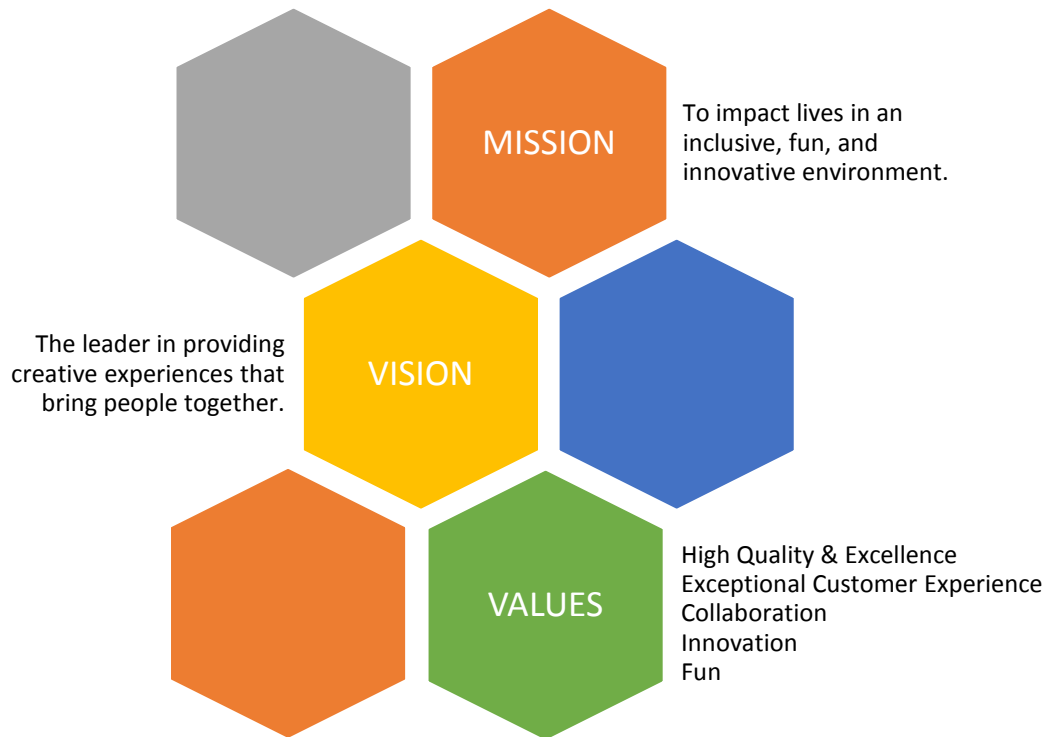 MISSION
To impact lives in an
inclusive, fun, and
innovative environment.
The leader in providing
creative experiences that
bring people together.
VISION
VALUES
High Quality & Excellence
Exceptional Customer Experience
Collaboration
Innovation
Fun